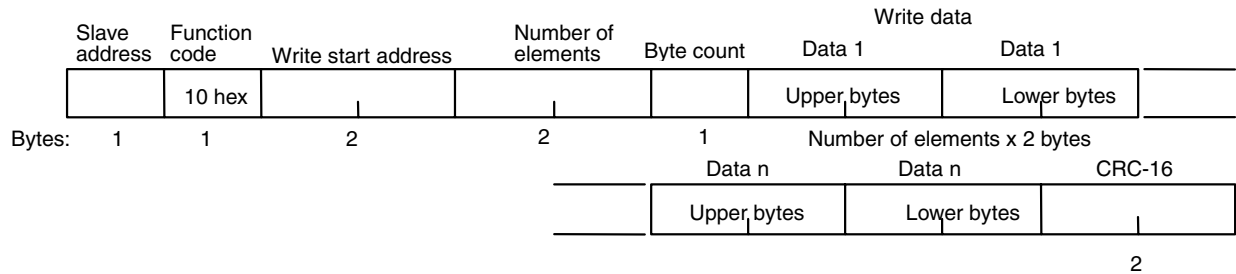 Write data
Slave address Function code Write start address Number of elements Byte count Data 1 Data 1
10 hex Upper bytes Lower bytes
Bytes: 1 1 2 2 1 Number of elements x 2 bytes
Data n Data n CRC-16
Upper bytes Lower bytes
2